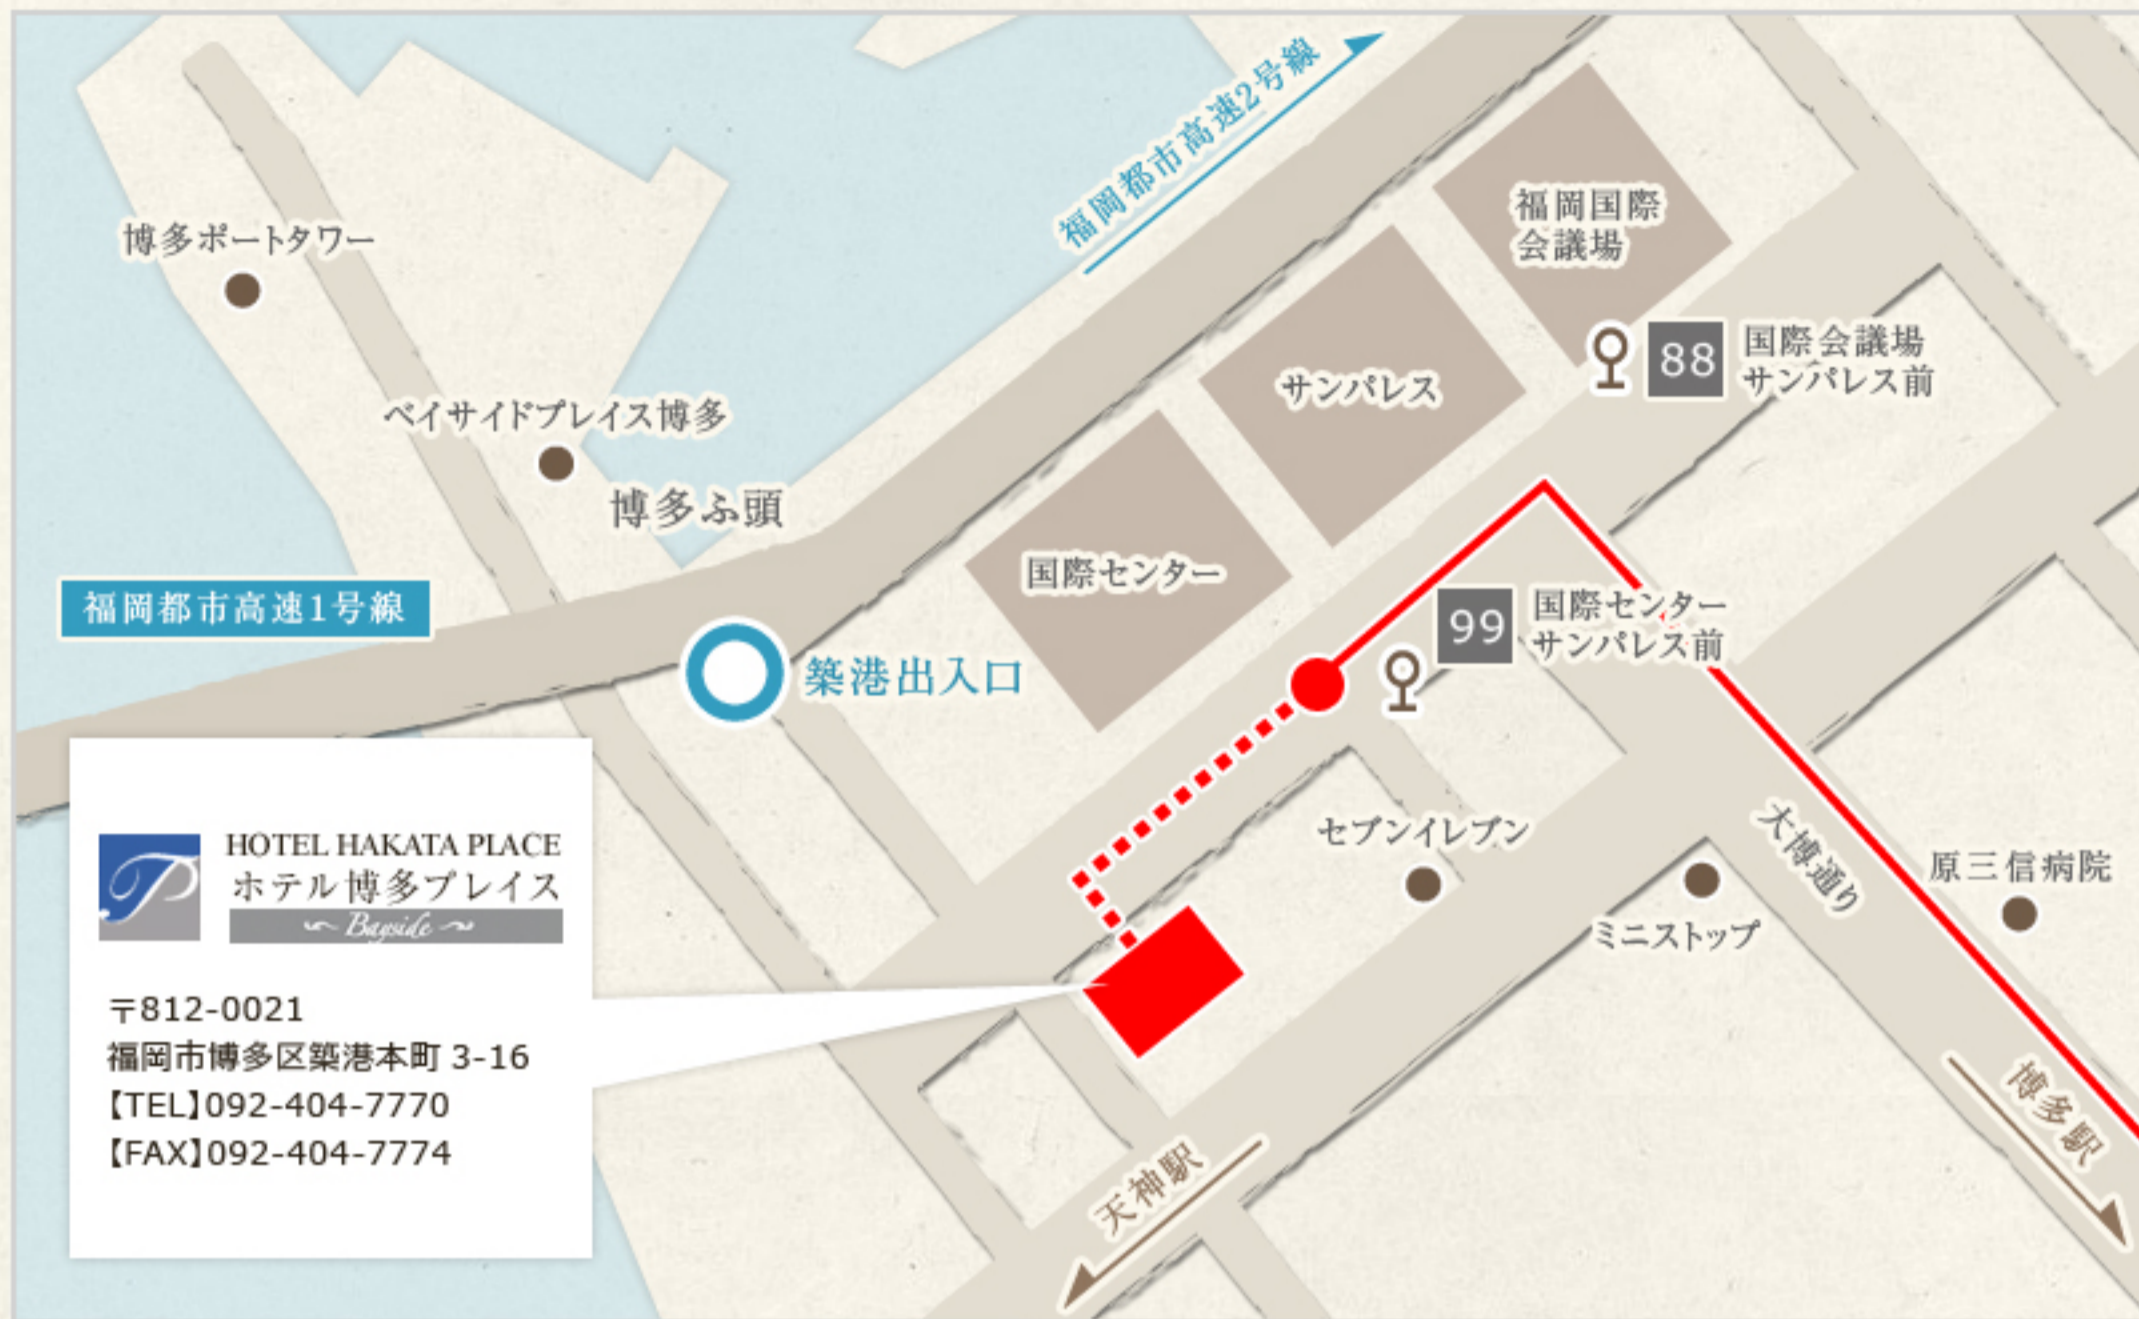 福岡都市高速2号線
福岡国際
会議場
博多ポートタワー
88
国際会議場
サンパレス前
サンパレス
ベイサイドプレイス博多
博多ふ頭
国際センター
福岡都市高速1号線
99
国際センター
サンパレス前
築港出入口
セブンイレブン
大博通り
原三信病院
ミニストップ
HOTEL HAKATA PLACE
ホテル博多プレイス
Bayside
〒812-0021
福岡市博多区築港本町 3-16
【TEL】092-404-7770
【FAX】092-404-7774
博多駅
天神駅